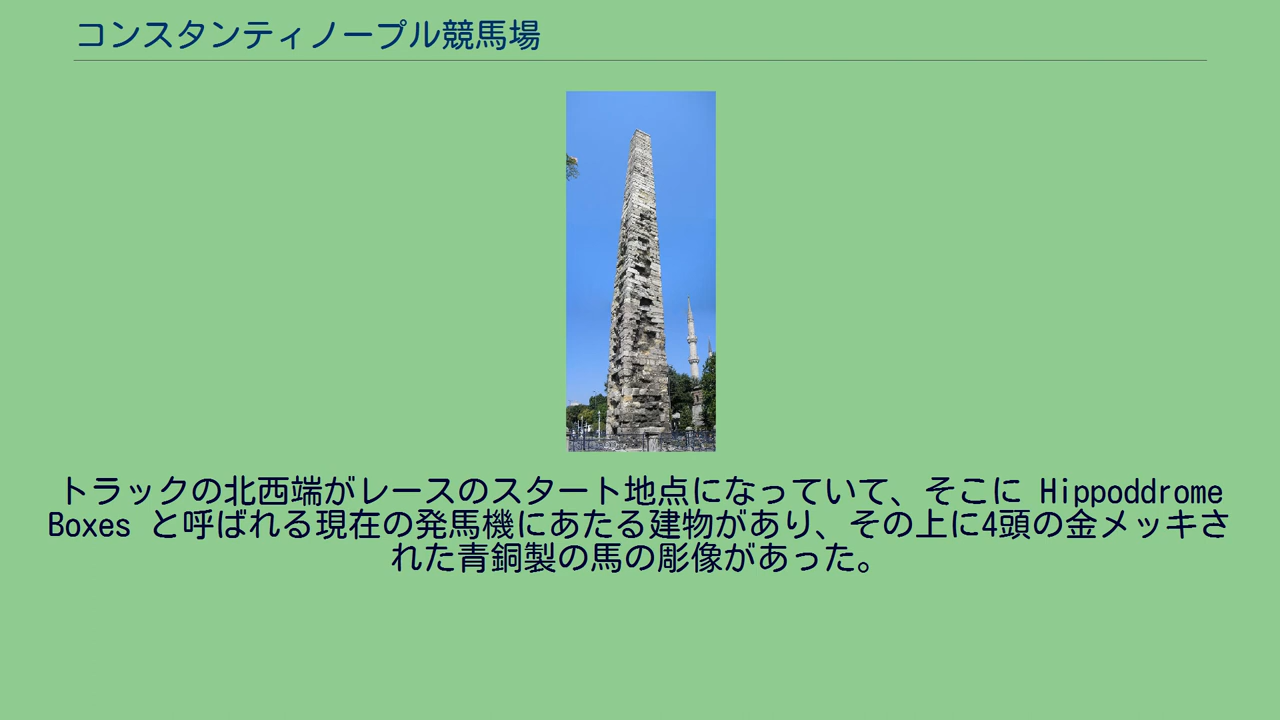 コンスタンティノープル競馬場
トラックの北西端がレースのスタート地点になっていて、そこに Hippoddrome
Boxes と呼ばれる現在の発馬機にあたる建物があり、その上に4頭の金メッキさ
れた青銅製の馬の彫像があった。